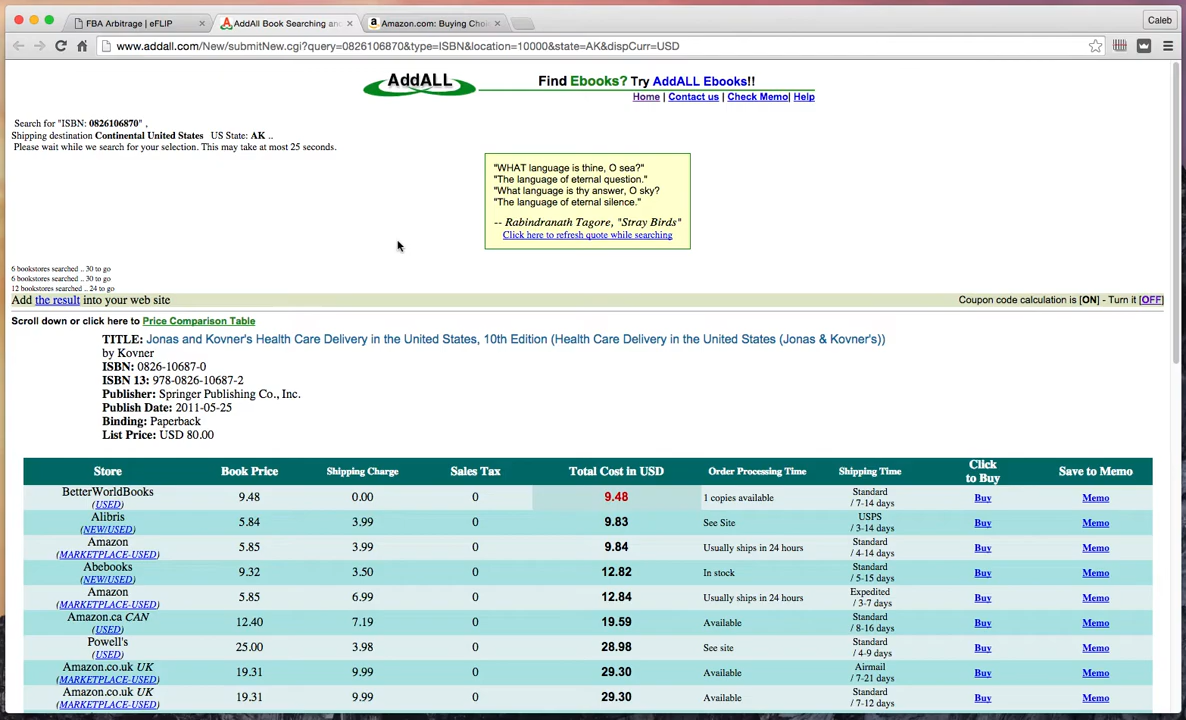 FBA Arbitrage | eFLIP
AddAll Book Searching an
Amazon.com: Buying Choi
Caleb
www.addall.com/New/submitNew.cgi?query=0826106870&type=ISBN&location=10000&state=AK&dispCurr=USD
AddALL
Find Ebooks? Try AddALL Ebooks!!
Home | Contact us | Check Memo| Help
Search for "ISBN: 0826106870" ,
Shipping destination Continental United States US State: AK ..
Please wait while we search for your selection. This may take at most 25 seconds.
"WHAT language is thine, O sea?"
"The language of eternal question."
"What language is thy answer, O sky?
"The language of eternal silence."
-- Rabindranath Tagore, "Stray Birds"
Click here to refresh quote while searching
6 bookstores searched .. 30 to go
6 bookstores searched .. 30 to go
12 bookstores searched .. 24 to go
Add the result into your web site
Coupon code calculation is [ON] - Turn it [OFF]
Scroll down or click here to Price Comparison Table
TITLE: Jonas and Kovner's Health Care Delivery in the United States, 10th Edition (Health Care Delivery in the United States (Jonas & Kovner's))
by Kovner
ISBN: 0826-10687-0
ISBN 13: 978-0826-10687-2
Publisher: Springer Publishing Co., Inc.
Publish Date: 2011-05-25
Binding: Paperback
List Price: USD 80.00
Store Book Price Shipping Charge Sales Tax Total Cost in USD Order Processing Time Shipping Time Click to Buy Save to Memo
BetterWorldBooks (USED) 9.48 0.00 0 9.48 1 copies available Standard / 7-14 days Buy Memo
Alibris (NEW/USED) 5.84 3.99 0 9.83 See Site USPS / 3-14 days Buy Memo
Amazon (MARKETPLACE-USED) 5.85 3.99 0 9.84 Usually ships in 24 hours Standard / 4-14 days Buy Memo
Abebooks (NEW/USED) 9.32 3.50 0 12.82 In stock Standard / 5-15 days Buy Memo
Amazon (MARKETPLACE-USED) 5.85 6.99 0 12.84 Usually ships in 24 hours Expedited / 3-7 days Buy Memo
Amazon.ca CAN (USED) 12.40 7.19 0 19.59 Available Standard / 8-16 days Buy Memo
Powell's (USED) 25.00 3.98 0 28.98 See site Standard / 4-9 days Buy Memo
Amazon.co.uk UK (MARKETPLACE-USED) 19.31 9.99 0 29.30 Available Airmail / 7-21 days Buy Memo
Amazon.co.uk UK (MARKETPLACE-USED) 19.31 9.99 0 29.30 Available Standard / 7-12 days Buy Memo